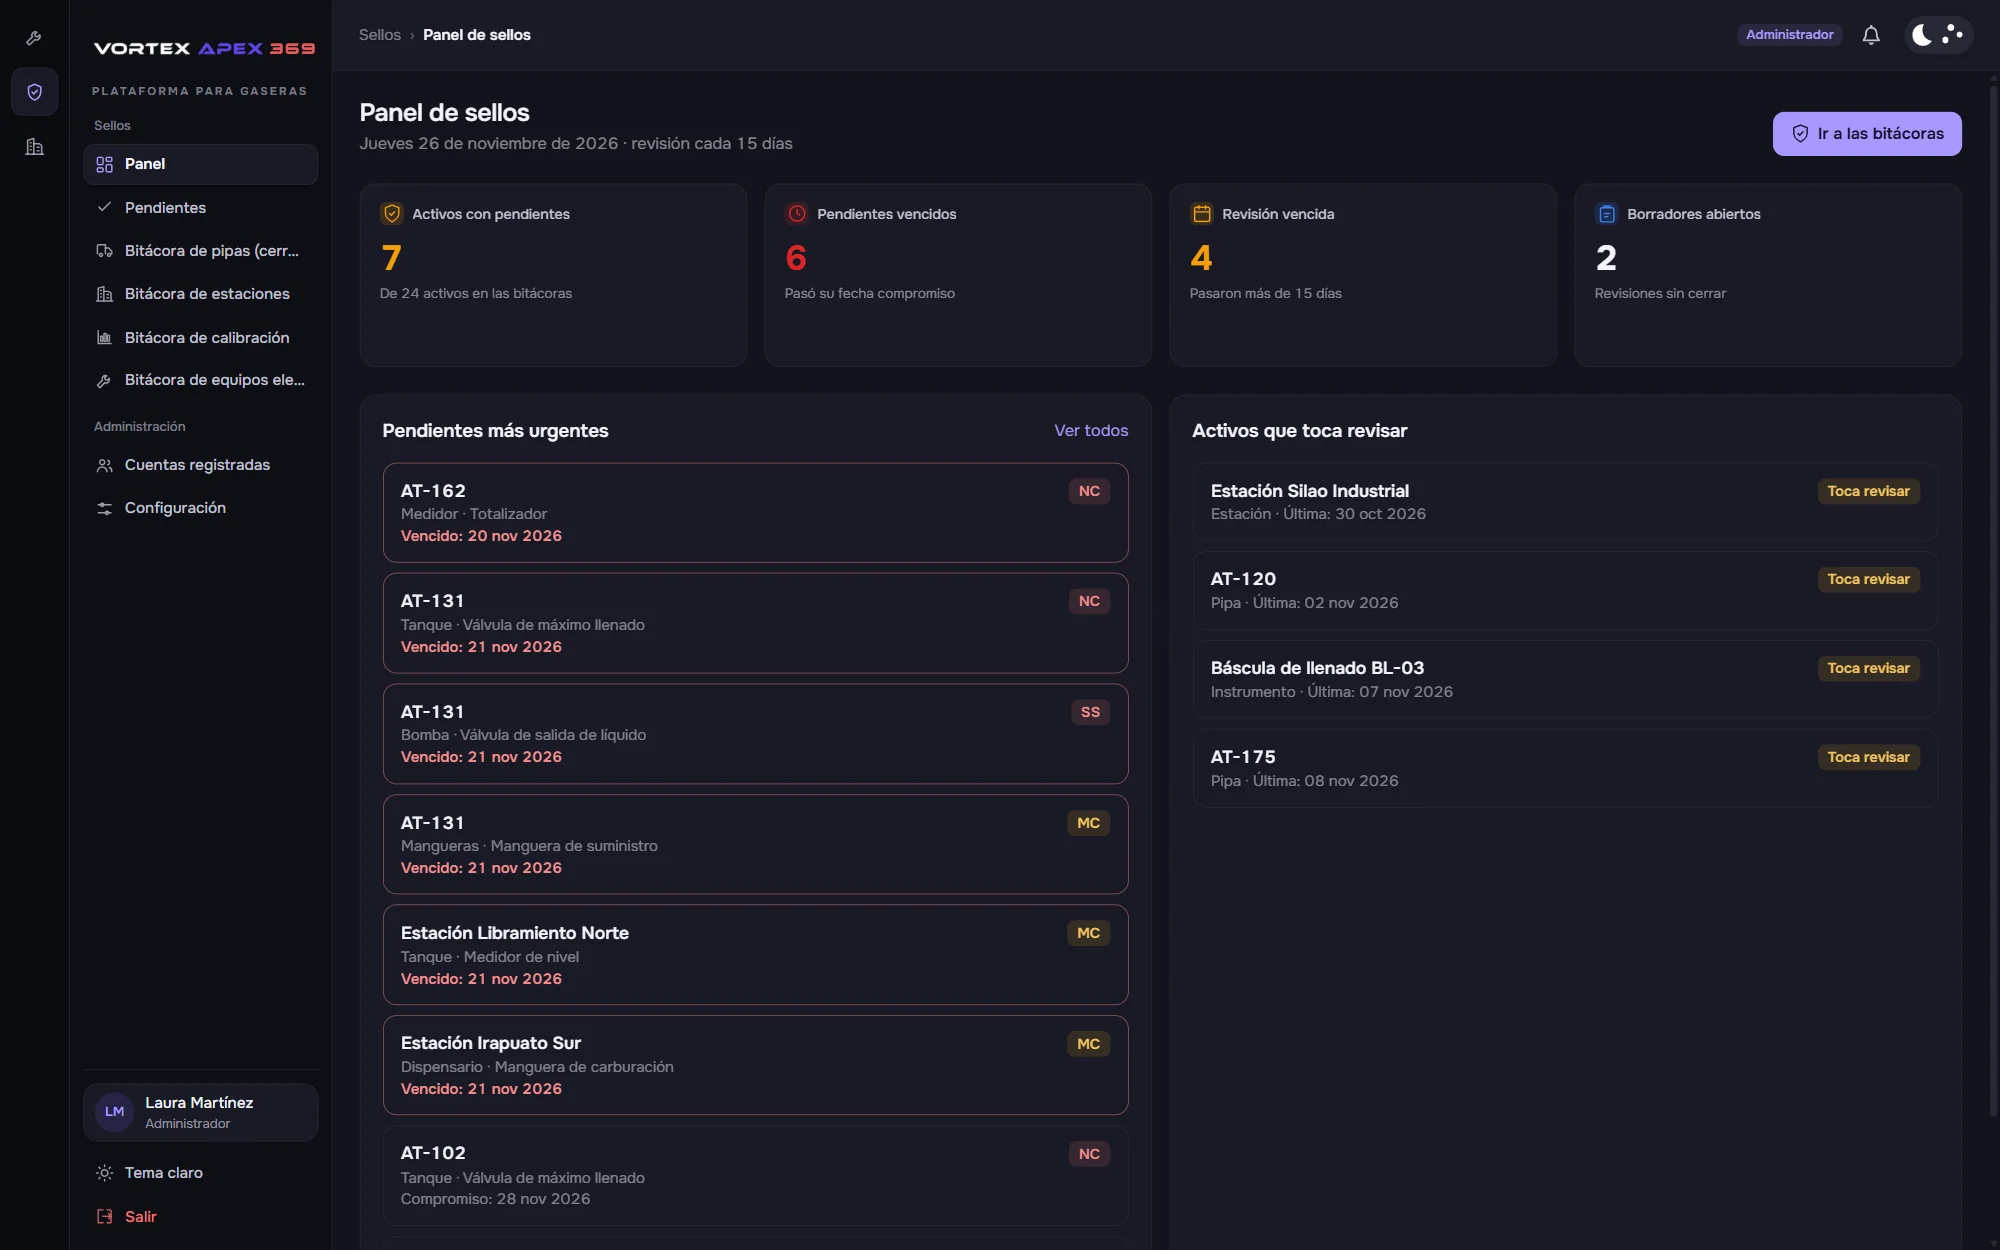 VORTEX APEX 369
PLATAFORMA PARA GASERAS
Sellos
Panel
Pendientes
Bitácora de pipas (cerr...
Bitácora de estaciones
Bitácora de calibración
Bitácora de equipos ele...
Administración
Cuentas registradas
Configuración
LM
Laura Martínez
Administrador
Tema claro
Salir
Sellos › Panel de sellos
Administrador
Panel de sellos
Jueves 26 de noviembre de 2026 · revisión cada 15 días
Ir a las bitácoras
Activos con pendientes
7
De 24 activos en las bitácoras
Pendientes vencidos
6
Pasó su fecha compromiso
Revisión vencida
4
Pasaron más de 15 días
Borradores abiertos
2
Revisiones sin cerrar
Pendientes más urgentes
Ver todos
AT-162
NC
Medidor · Totalizador
Vencido: 20 nov 2026
AT-131
NC
Tanque · Válvula de máximo llenado
Vencido: 21 nov 2026
AT-131
SS
Bomba · Válvula de salida de líquido
Vencido: 21 nov 2026
AT-131
MC
Mangueras · Manguera de suministro
Vencido: 21 nov 2026
Estación Libramiento Norte
MC
Tanque · Medidor de nivel
Vencido: 21 nov 2026
Estación Irapuato Sur
MC
Dispensario · Manguera de carburación
Vencido: 21 nov 2026
AT-102
NC
Tanque · Válvula de máximo llenado
Compromiso: 28 nov 2026
Activos que toca revisar
Estación Silao Industrial
Toca revisar
Estación · Última: 30 oct 2026
AT-120
Toca revisar
Pipa · Última: 02 nov 2026
Báscula de llenado BL-03
Toca revisar
Instrumento · Última: 07 nov 2026
AT-175
Toca revisar
Pipa · Última: 08 nov 2026